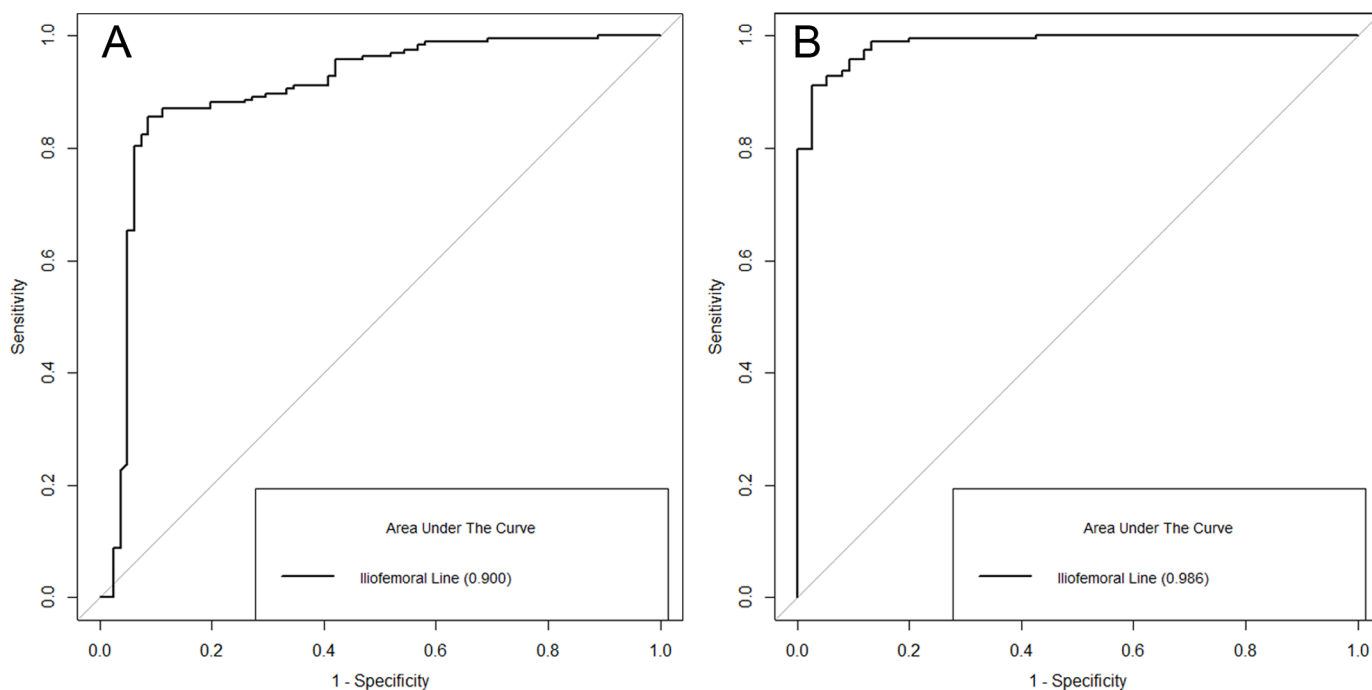 A
Sensitivity
1.0
0.8
0.6
0.4
0.2
0.0
Area Under The Curve
Iliofemoral Line (0.900)
0.0 0.2 0.4 0.6 0.8 1.0
1 - Specificity
B
Sensitivity
1.0
0.8
0.6
0.4
0.2
0.0
Area Under The Curve
Iliofemoral Line (0.986)
0.0 0.2 0.4 0.6 0.8 1.0
1 - Specificity